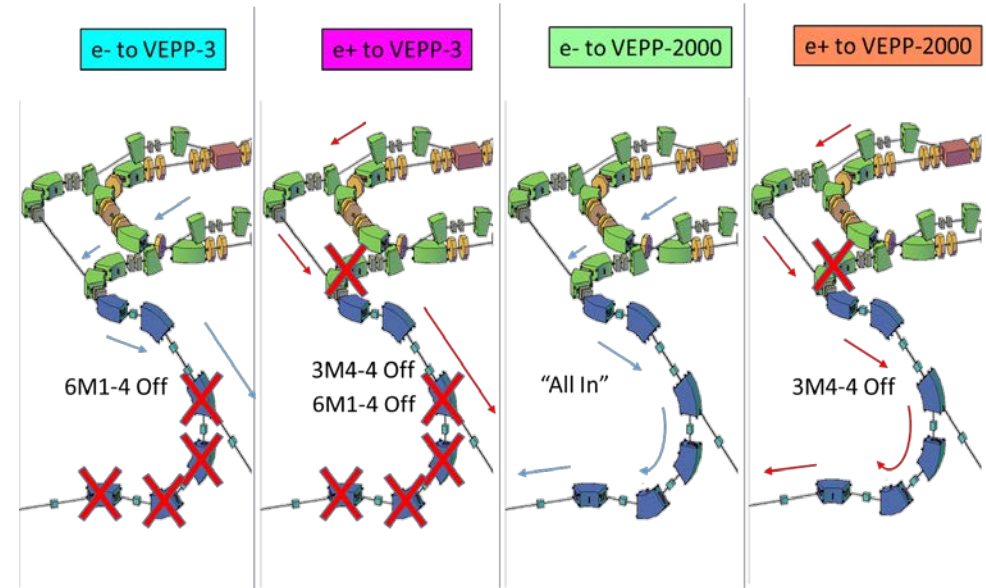 e- to VEPP-3
e+ to VEPP-3
e- to VEPP-2000
e+ to VEPP-2000
6M1-4 Off
3M4-4 Off
6M1-4 Off
“All In”
3M4-4 Off